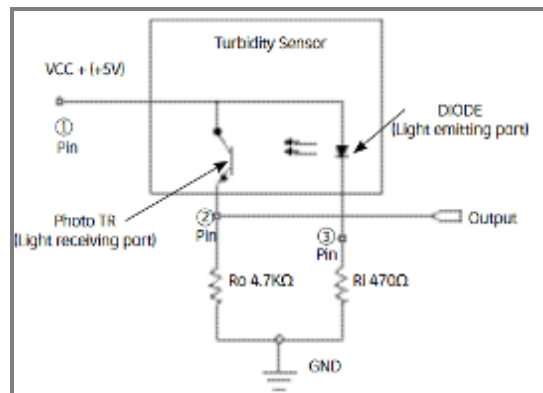 Turbidity Sensor
VCC + (+5V)
①
Pin
DIODE
(Light emitting part)
Photo TR
(Light receiving part)
②
Pin
③
Pin
Output
Ro 4.7KΩ
Ri 470Ω
GND